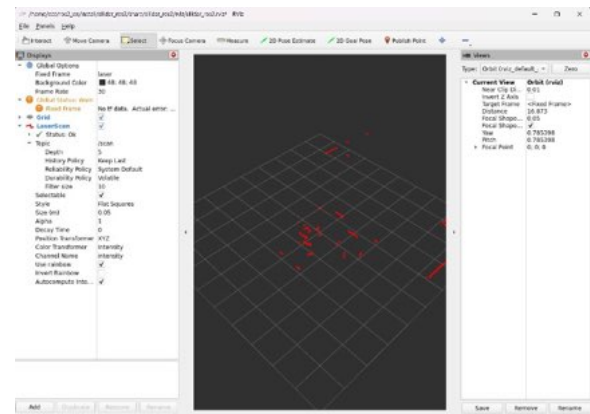 File Panels Help
Interact Move Camera Select Focus Camera Measure 2D Pose Estimate 2D Goal Pose Publish Point
Displays
Global Options
Fixed Frame laser
Background Color 48; 48; 48
Frame Rate 30
Fixed Frame No tf data. Actual error: ...
Grid
LaserScan
Status: Ok
Topic /scan
Depth 5
History Policy Keep Last
Reliability Policy System Default
Durability Policy Volatile
Filter size 10
Selectable
Style Flat Squares
Size (m) 0.05
Alpha 1
Decay Time 0
Position Transformer XYZ
Color Transformer Intensity
Channel Name intensity
Use rainbow
Invert Rainbow
Autocompute Inte...
Add Duplicate Remove Rename
Views
Type: Orbit (rviz_default_ Zero
Current View Orbit (rviz)
Near Clip Di... 0.01
Invert Z Axis
Target Frame <Fixed Frame>
Distance 16.873
Focal Shape... 0.05
Focal Shape...
Yaw 0.785398
Pitch 0.785398
Focal Point 0; 0; 0
Save Remove Rename